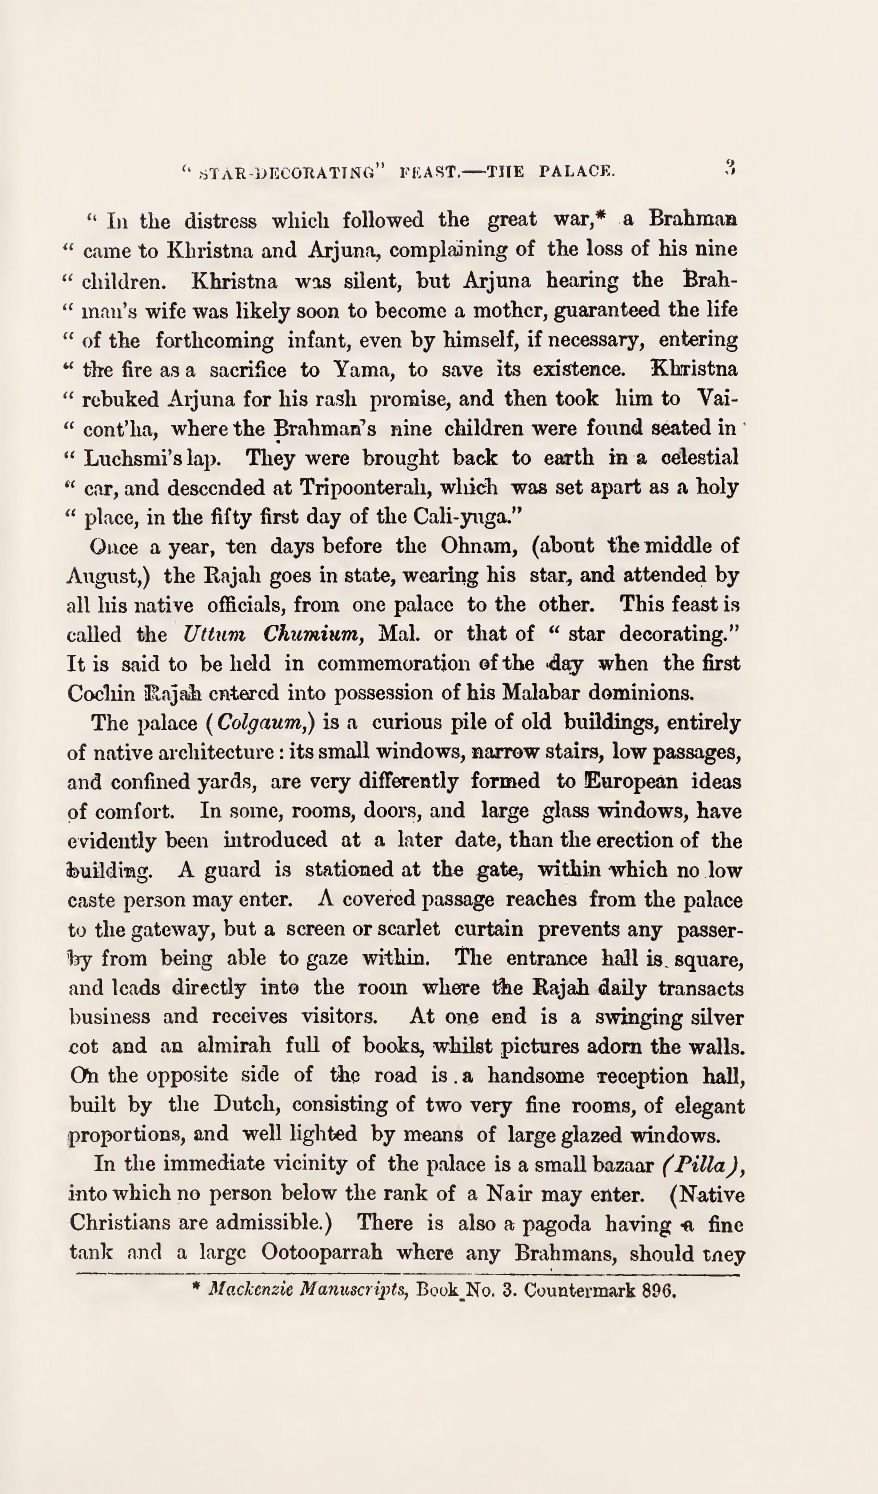 “ STAR-DECORATING” FEAST.—THE PALACE. 3
“ In the distress which followed the great war,* a Brahman
“ came to Khristna and Arjuna, complaining of the loss of his nine
“ children. Khristna was silent, but Arjuna hearing the Brah-
“ man’s wife was likely soon to become a mother, guaranteed the life
“ of the forthcoming infant, even by himself, if necessary, entering
“ the fire as a sacrifice to Yama, to save its existence. Khristna
“ rebuked Arjuna for his rash promise, and then took him to Vai-
“ cont’ha, where the Brahman’s nine children were found seated in
“ Luchsmi’s lap. They were brought back to earth in a celestial
“ car, and descended at Tripoonterah, which was set apart as a holy
“ place, in the fifty first day of the Cali-yuga.”
Once a year, ten days before the Ohnam, (about the middle of
August,) the Rajah goes in state, wearing his star, and attended by
all his native officials, from one palace to the other. This feast is
called the Uttum Chumium, Mal. or that of “ star decorating.”
It is said to be held in commemoration of the day when the first
Cochin Rajah entered into possession of his Malabar dominions.
The palace (Colgaum,) is a curious pile of old buildings, entirely
of native architecture : its small windows, narrow stairs, low passages,
and confined yards, are very differently formed to European ideas
of comfort. In some, rooms, doors, and large glass windows, have
evidently been introduced at a later date, than the erection of the
building. A guard is stationed at the gate, within which no low
caste person may enter. A covered passage reaches from the palace
to the gateway, but a screen or scarlet curtain prevents any passer-
by from being able to gaze within. The entrance hall is square,
and leads directly into the room where the Rajah daily transacts
business and receives visitors. At one end is a swinging silver
cot and an almirah full of books, whilst pictures adorn the walls.
On the opposite side of the road is a handsome reception hall,
built by the Dutch, consisting of two very fine rooms, of elegant
proportions, and well lighted by means of large glazed windows.
In the immediate vicinity of the palace is a small bazaar (Pilla),
into which no person below the rank of a Nair may enter. (Native
Christians are admissible.) There is also a pagoda having a fine
tank and a large Ootooparrah where any Brahmans, should they
* Mackenzie Manuscripts, Book No. 3. Countermark 896.